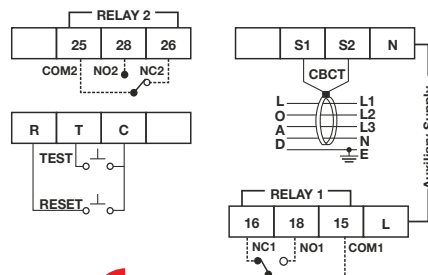 RELAY 2
25 28 26
COM2 NO2 NC2
R T C
TEST
RESET
S1 S2 N
CBCT
L L1
O L2
A L3
D N
E
Auxiliary Supply
RELAY 1
16 18 15 L
NC1 NO1 COM1